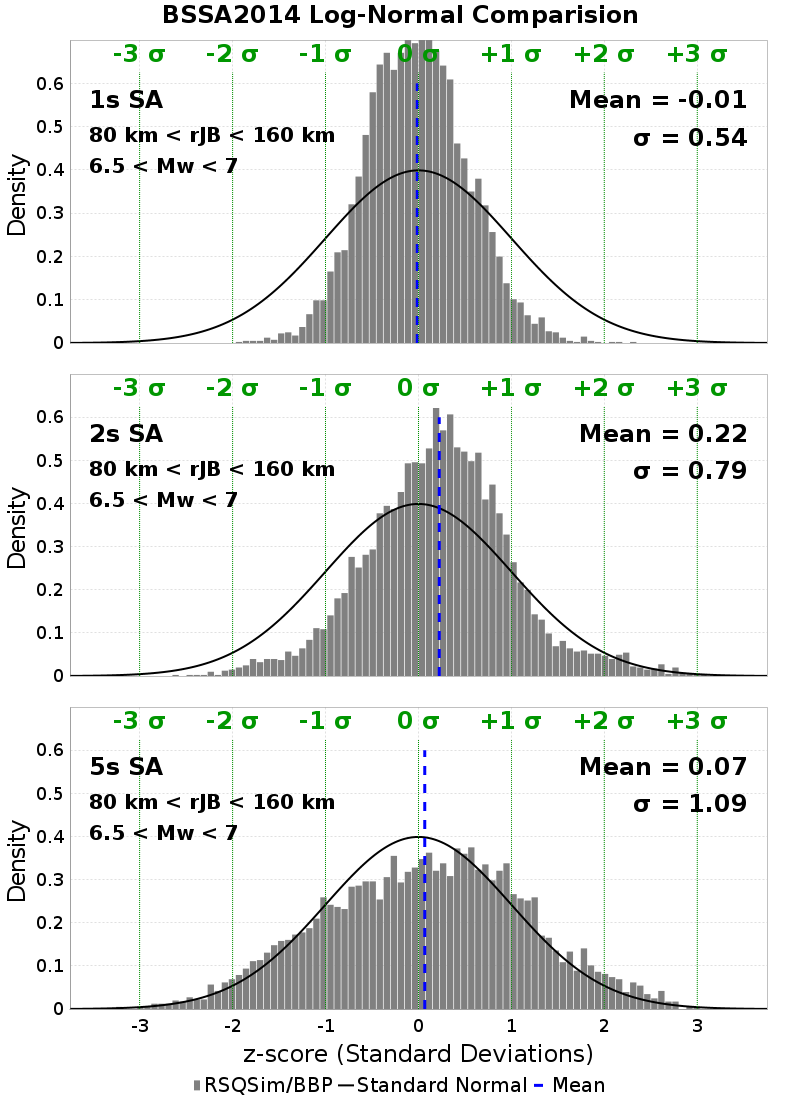 BSSA2014 Log-Normal Comparision
-3 σ -2 σ -1 σ 0 σ +1 σ +2 σ +3 σ
1s SA
Mean = -0.01
80 km < rJB < 160 km
σ = 0.54
6.5 < Mw < 7
Density
0.6
0.5
0.4
0.3
0.2
0.1
0
-3 σ -2 σ -1 σ 0 σ +1 σ +2 σ +3 σ
2s SA
Mean = 0.22
80 km < rJB < 160 km
σ = 0.79
6.5 < Mw < 7
Density
0.6
0.5
0.4
0.3
0.2
0.1
0
-3 σ -2 σ -1 σ 0 σ +1 σ +2 σ +3 σ
5s SA
Mean = 0.07
80 km < rJB < 160 km
σ = 1.09
6.5 < Mw < 7
Density
0.6
0.5
0.4
0.3
0.2
0.1
0
-3 -2 -1 0 1 2 3
z-score (Standard Deviations)
RSQSim/BBP Standard Normal Mean